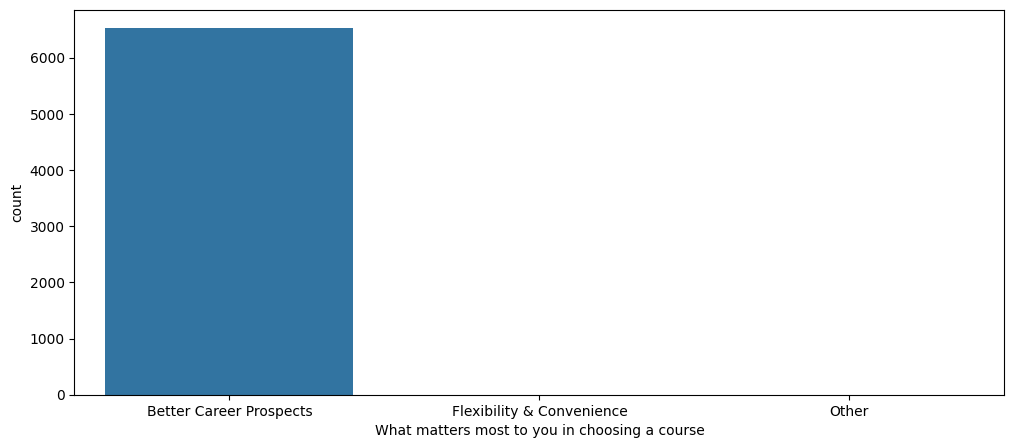 6000
5000
4000
3000
2000
1000
0
count
Better Career Prospects Flexibility & Convenience Other
What matters most to you in choosing a course